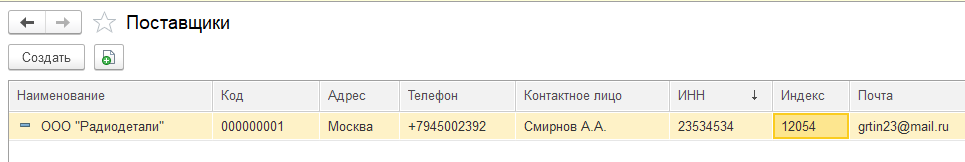 Поставщики
Создать
Наименование Код Адрес Телефон Контактное лицо ИНН ↓ Индекс Почта
ООО "Радиодетали" 000000001 Москва +7945002392 Смирнов А.А. 23534534 12054 grtin23@mail.ru